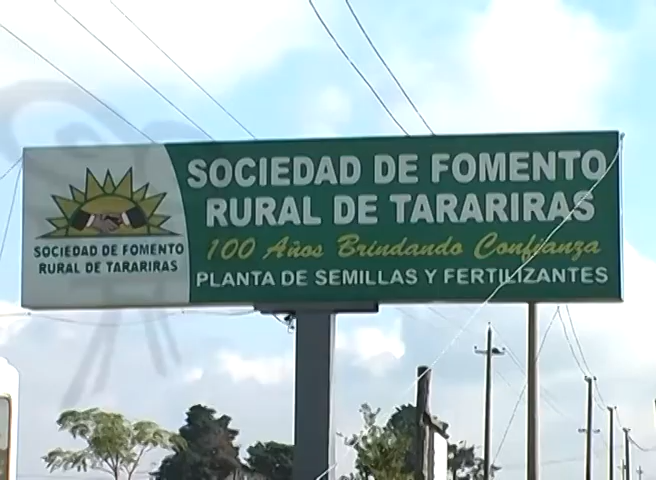 SOCIEDAD DE FOMENTO
RURAL DE TARARIRAS
SOCIEDAD DE FOMENTO
RURAL DE TARARIRAS
100 Años Brindando Confianza
PLANTA DE SEMILLAS Y FERTILIZANTES